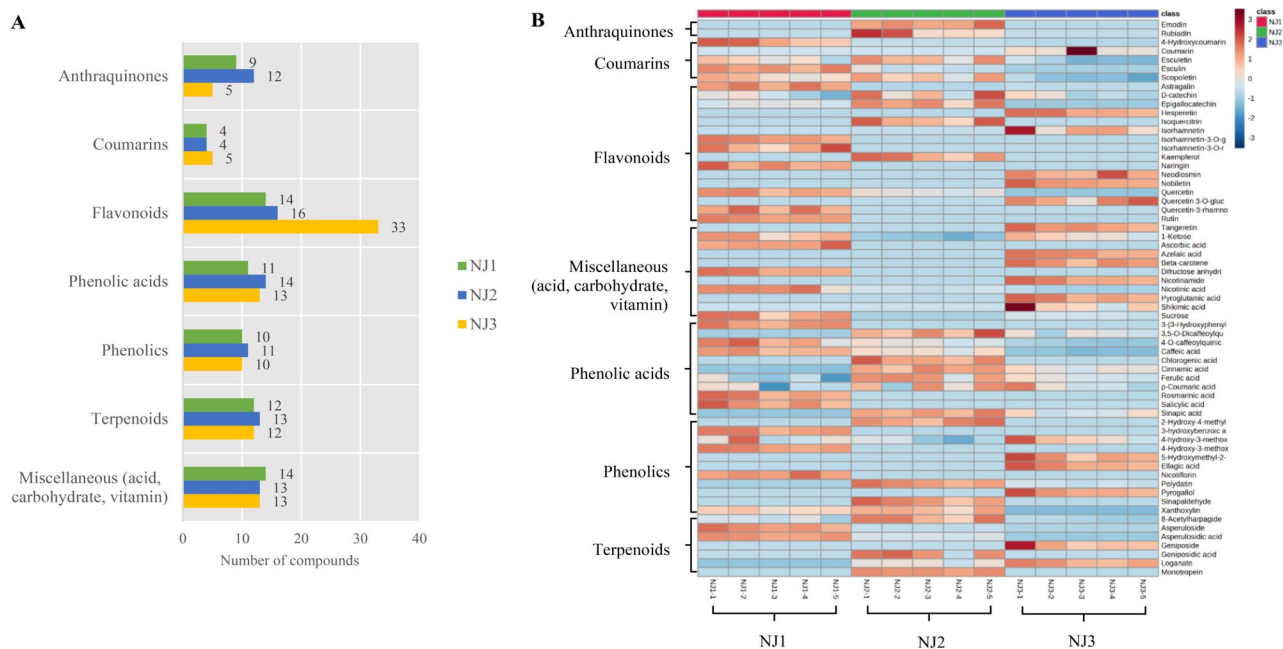 A
Anthraquinones
9
12
5
Coumarins
4
4
5
Flavonoids
14
16
33
Phenolic acids
11
14
13
Phenolics
10
11
10
Terpenoids
12
13
12
Miscellaneous (acid,
carbohydrate, vitamin)
14
13
13
0
10
20
30
40
Number of compounds
NJ1
NJ2
NJ3
B
Anthraquinones
Coumarins
Flavonoids
Miscellaneous
(acid, carbohydrate,
vitamin)
Phenolic acids
Phenolics
Terpenoids
class
Emodin
Rubiadin
4-Hydroxycoumarin
Coumarin
Esculetin
Esculin
Scopoletin
Astragalin
D-catechin
Epigallocatechin
Hesperetin
Isoquercitrin
Isorhamnetin
Isorhamnetin-3-O-g
Isorhamnetin-3-O-r
Kaempferol
Naringin
Neodiosmin
Nobiletin
Quercetin
Quercetin 3-O-gluc
Quercetin-3-rhamno
Rutin
Tangeretin
1-Ketose
Ascorbic acid
Azelaic acid
Beta-carotene
Difructose anhydri
Nicotinamide
Nicotinic acid
Pyroglutamic acid
Shikimic acid
Sucrose
3-(3-Hydroxyphenyl
3,5-O-Dicaffeoylqu
4-O-caffeoylquinic
Caffeic acid
Chlorogenic acid
Cinnamic acid
Ferulic acid
p-Coumaric acid
Rosmarinic acid
Salicylic acid
Sinapic acid
2-Hydroxy-4-methyl
3-hydroxybenzoic a
4-hydroxy-3-methox
4-Hydroxy-3-methox
5-Hydroxymethyl-2-
Ellagic acid
Nicotiflorin
Polydatin
Pyrogallol
Sinapaldehyde
Xanthoxylin
8-Acetylharpagide
Asperuloside
Asperulosidic acid
Geniposide
Geniposidic acid
Loganate
Monotropein
3
2
1
0
-1
-2
-3
class
NJ1
NJ2
NJ3
NJ1-1
NJ1-2
NJ1-3
NJ1-4
NJ1-5
NJ2-1
NJ2-2
NJ2-3
NJ2-4
NJ2-5
NJ3-1
NJ3-2
NJ3-3
NJ3-4
NJ3-5
NJ1
NJ2
NJ3